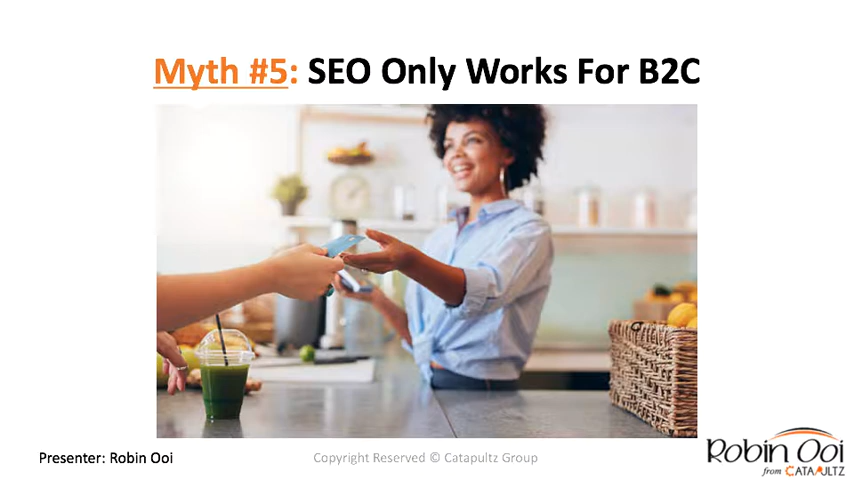 Myth #5: SEO Only Works For B2C
Presenter: Robin Ooi
Copyright Reserved © Catapultz Group
Robin Ooi
from CATAPULTZ